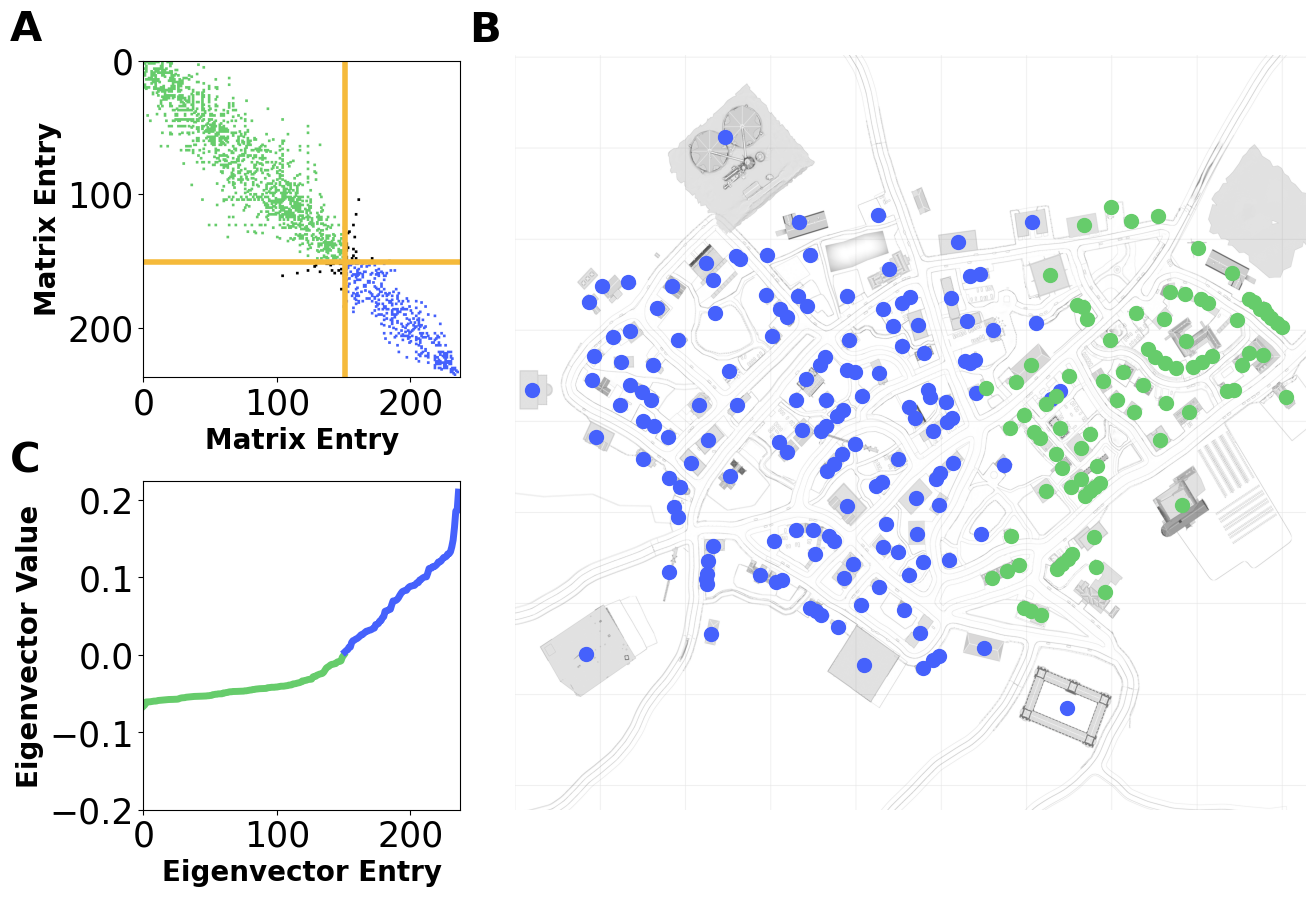 A
0
100
200
Matrix Entry
0
100
200
Matrix Entry
B
C
0.2
0.1
0.0
−0.1
−0.2
Eigenvector Value
0
100
200
Eigenvector Entry